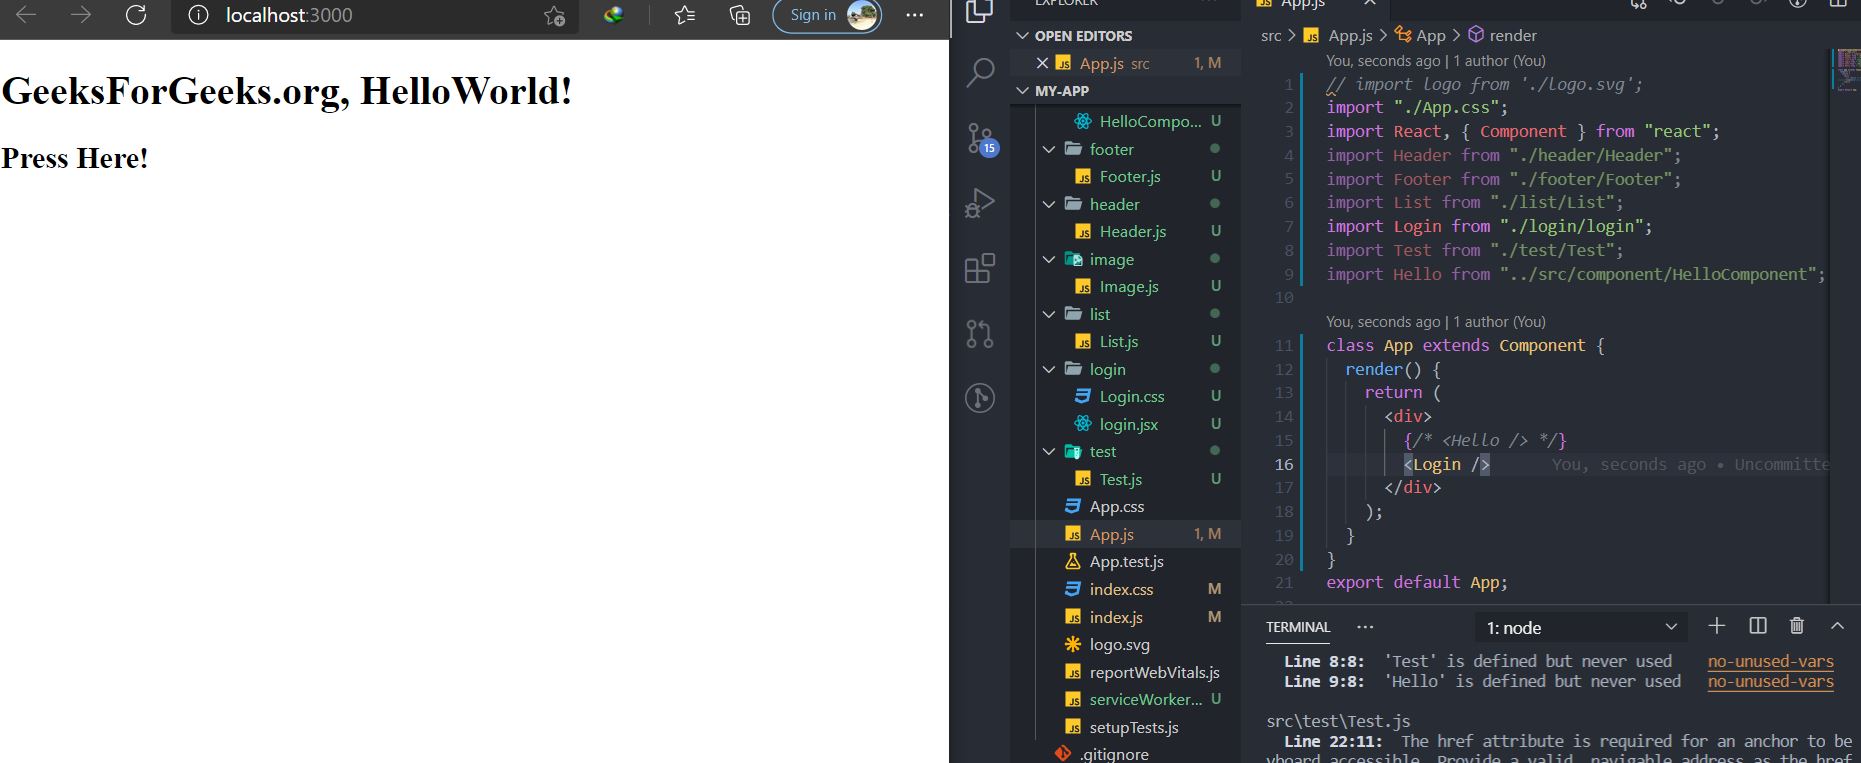 localhost:3000
Sign in
GeeksForGeeks.org, HelloWorld!
Press Here!
15
EXPLORER
OPEN EDITORS
App.js src 1, M
MY-APP
HelloCompo... U
footer
Footer.js U
header
Header.js U
image
Image.js U
list
List.js U
login
Login.css U
login.jsx U
test
Test.js U
App.css
App.js 1, M
App.test.js
index.css M
index.js M
logo.svg
reportWebVitals.js
serviceWorker... U
setupTests.js
.gitignore
App.js
src > App.js > App > render
You, seconds ago | 1 author (You)
1 // import logo from './logo.svg';
2 import "./App.css";
3 import React, { Component } from "react";
4 import Header from "./header/Header";
5 import Footer from "./footer/Footer";
6 import List from "./list/List";
7 import Login from "./login/login";
8 import Test from "./test/Test";
9 import Hello from "../src/component/HelloComponent";
10
You, seconds ago | 1 author (You)
11 class App extends Component {
12 render() {
13 return (
14 <div>
15 {/* <Hello /> */}
16 <Login /> You, seconds ago • Uncommitte
17 </div>
18 );
19 }
20 }
21 export default App;
TERMINAL ... 1: node
Line 8:8: 'Test' is defined but never used no-unused-vars
Line 9:8: 'Hello' is defined but never used no-unused-vars
src\test\Test.js
Line 22:11: The href attribute is required for an anchor to be
yboard accessible. Provide a valid, navigable address as the href